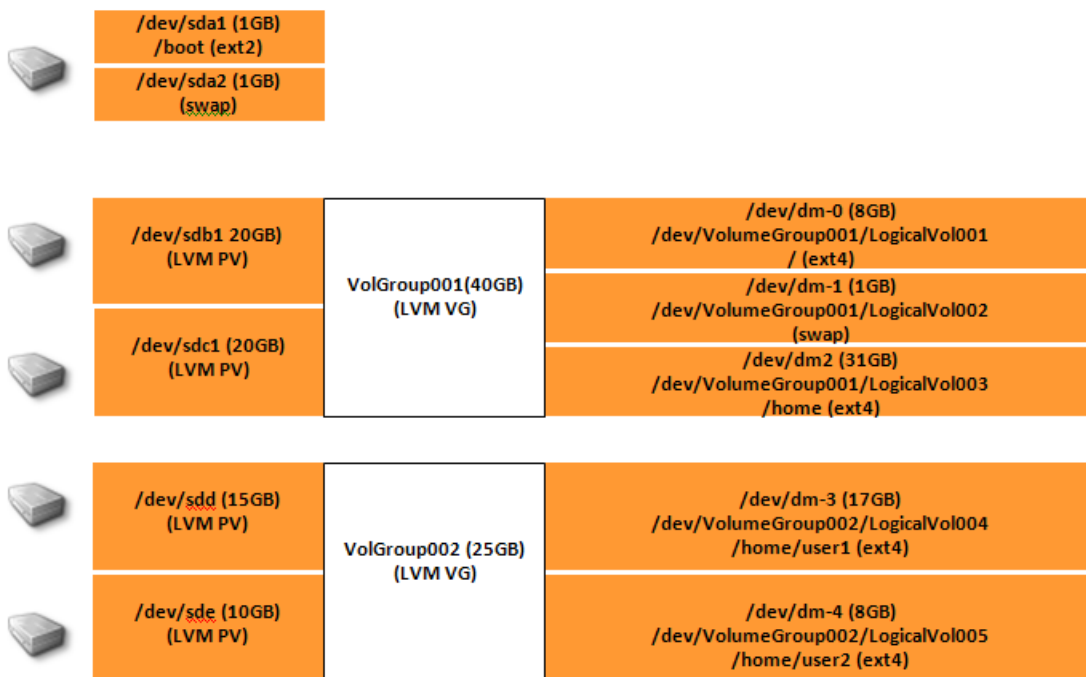 /dev/sda1 (1GB)
/boot (ext2)
/dev/sda2 (1GB)
(swap)
/dev/sdb1 20GB)
(LVM PV)
/dev/sdc1 (20GB)
(LVM PV)
VolGroup001(40GB)
(LVM VG)
/dev/dm-0 (8GB)
/dev/VolumeGroup001/LogicalVol001
/ (ext4)
/dev/dm-1 (1GB)
/dev/VolumeGroup001/LogicalVol002
(swap)
/dev/dm2 (31GB)
/dev/VolumeGroup001/LogicalVol003
/home (ext4)
/dev/sdd (15GB)
(LVM PV)
/dev/sde (10GB)
(LVM PV)
VolGroup002 (25GB)
(LVM VG)
/dev/dm-3 (17GB)
/dev/VolumeGroup002/LogicalVol004
/home/user1 (ext4)
/dev/dm-4 (8GB)
/dev/VolumeGroup002/LogicalVol005
/home/user2 (ext4)